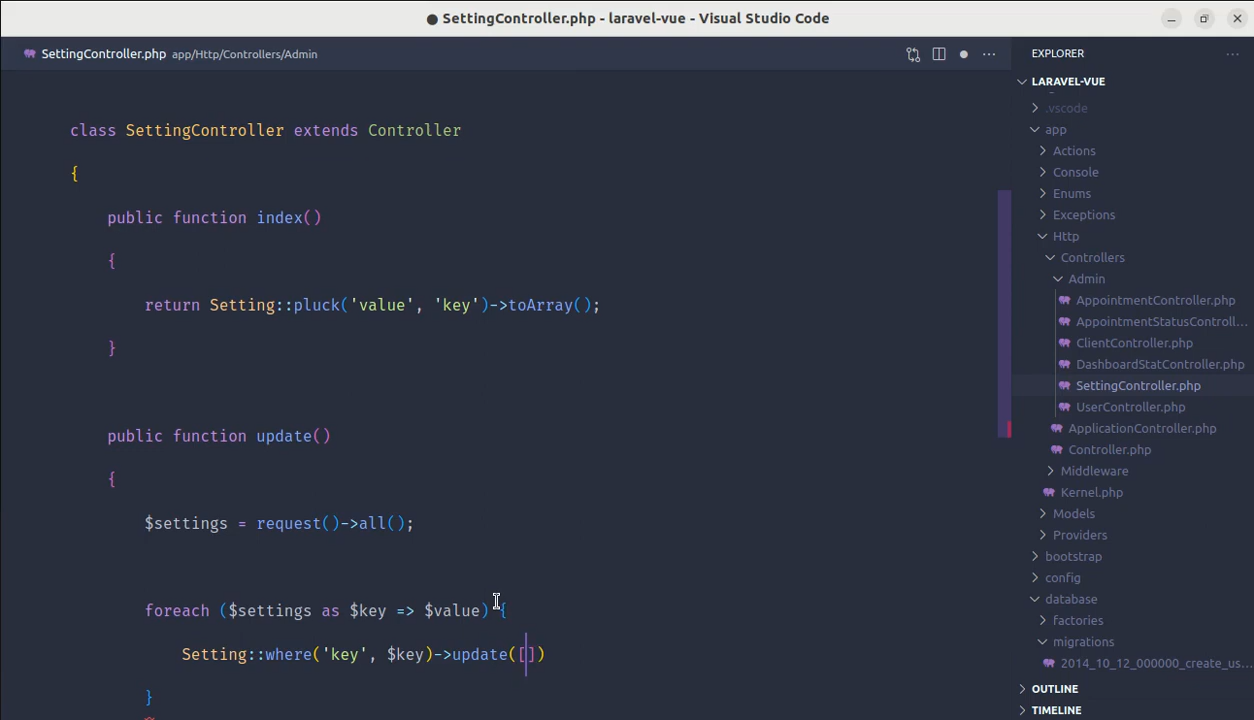 ● SettingController.php - laravel-vue - Visual Studio Code
SettingController.php app/Http/Controllers/Admin
class SettingController extends Controller
{
public function index()
{
return Setting::pluck('value', 'key')->toArray();
}
public function update()
{
$settings = request()->all();
foreach ($settings as $key => $value) {
Setting::where('key', $key)->update([])
}
EXPLORER
LARAVEL-VUE
.vscode
app
Actions
Console
Enums
Exceptions
Http
Controllers
Admin
AppointmentController.php
AppointmentStatusControll...
ClientController.php
DashboardStatController.php
SettingController.php
UserController.php
ApplicationController.php
Controller.php
Middleware
Kernel.php
Models
Providers
bootstrap
config
database
factories
migrations
2014_10_12_000000_create_us...
OUTLINE
TIMELINE